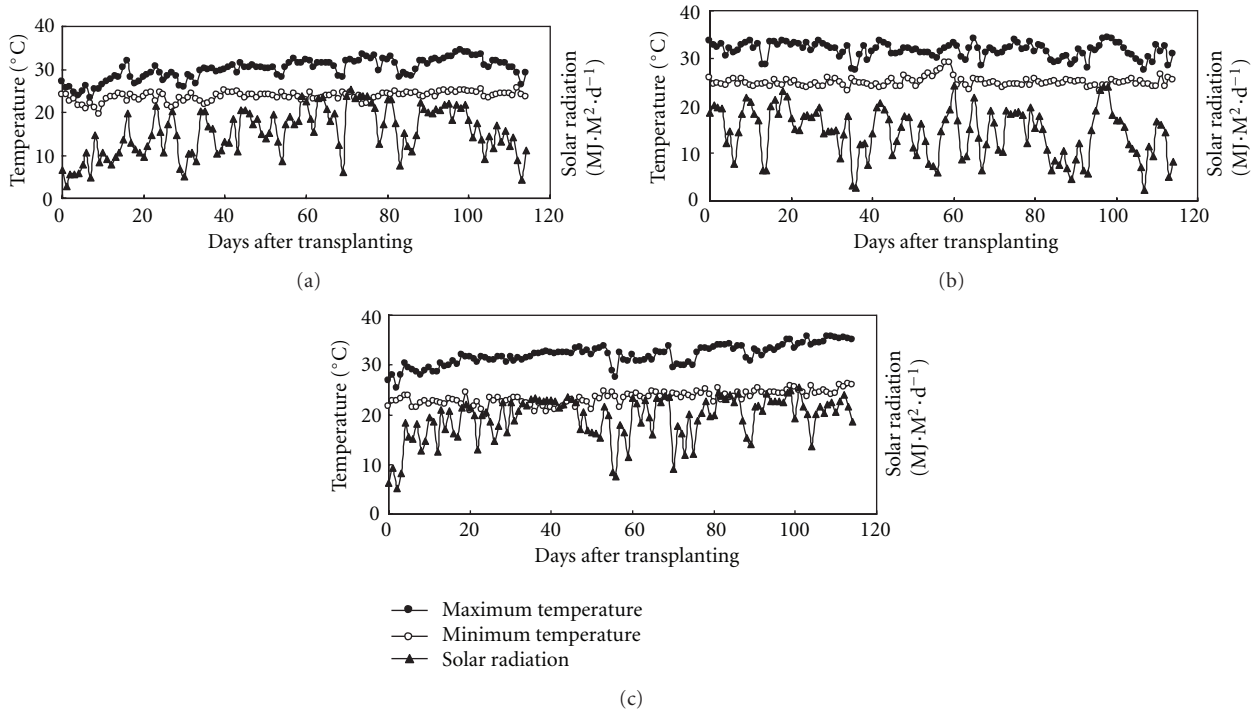 40
30
20
10
0
Temperature (°C)
0 20 40 60 80 100 120
Days after transplanting
Solar radiation
(MJ·M²·d⁻¹)
(a)
40
30
20
10
0
Temperature (°C)
0 20 40 60 80 100 120
Days after transplanting
Solar radiation
(MJ·M²·d⁻¹)
(b)
40
30
20
10
0
Temperature (°C)
0 20 40 60 80 100 120
Days after transplanting
Solar radiation
(MJ·M²·d⁻¹)
Maximum temperature
Minimum temperature
Solar radiation
(c)